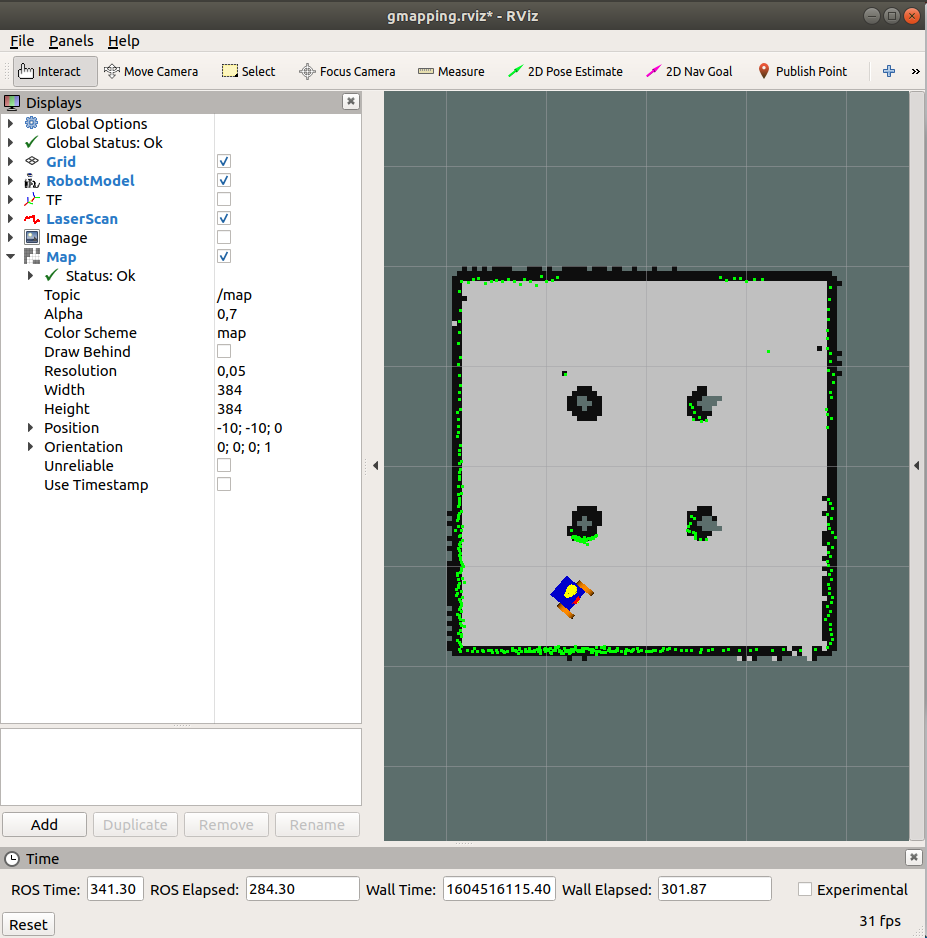 gmapping.rviz* - RViz
File Panels Help
Interact Move Camera Select Focus Camera Measure 2D Pose Estimate 2D Nav Goal Publish Point »
Displays
Global Options
Global Status: Ok
Grid
RobotModel
TF
LaserScan
Image
Map
Status: Ok
Topic /map
Alpha 0,7
Color Scheme map
Draw Behind
Resolution 0,05
Width 384
Height 384
Position -10; -10; 0
Orientation 0; 0; 0; 1
Unreliable
Use Timestamp
Add Duplicate Remove Rename
Time
ROS Time: 341.30 ROS Elapsed: 284.30 Wall Time: 1604516115.40 Wall Elapsed: 301.87 Experimental
Reset 31 fps